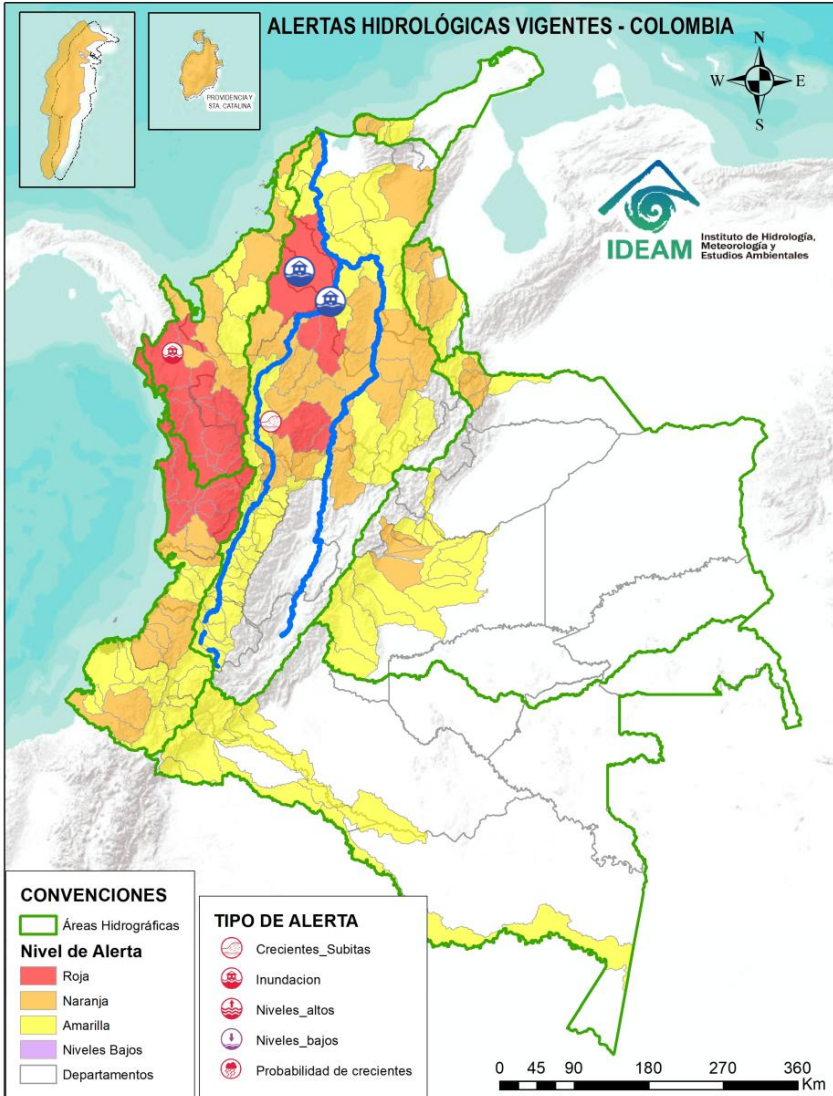 ALERTAS HIDROLÓGICAS VIGENTES - COLOMBIA
PROVIDENCIA Y
STA. CATALINA
N
W
E
S
IDEAM
Instituto de Hidrología,
Meteorología y
Estudios Ambientales
CONVENCIONES
Áreas Hidrográficas
Nivel de Alerta
Roja
Naranja
Amarilla
Niveles Bajos
Departamentos
TIPO DE ALERTA
Crecientes_Subitas
Inundacion
Niveles_altos
Niveles_bajos
Probabilidad de crecientes
0 45 90 180 270 360
Km